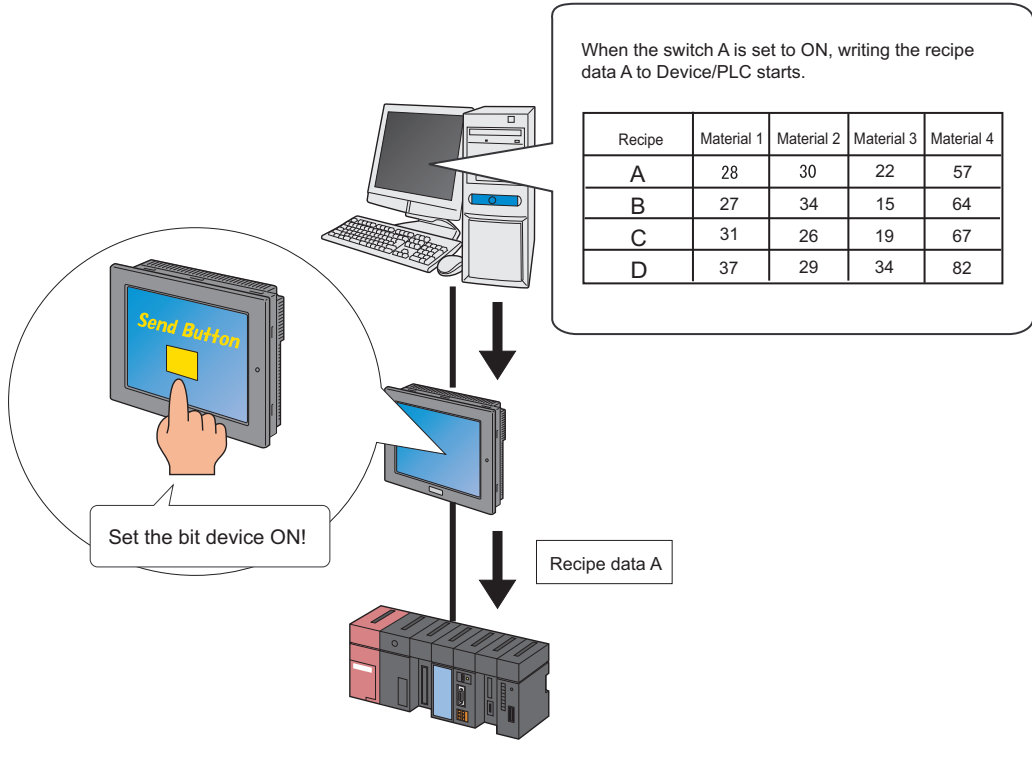 When the switch A is set to ON, writing the recipe
data A to Device/PLC starts.
Recipe Material 1 Material 2 Material 3 Material 4
A 28 30 22 57
B 27 34 15 64
C 31 26 19 67
D 37 29 34 82
Send Button
Set the bit device ON!
Recipe data A